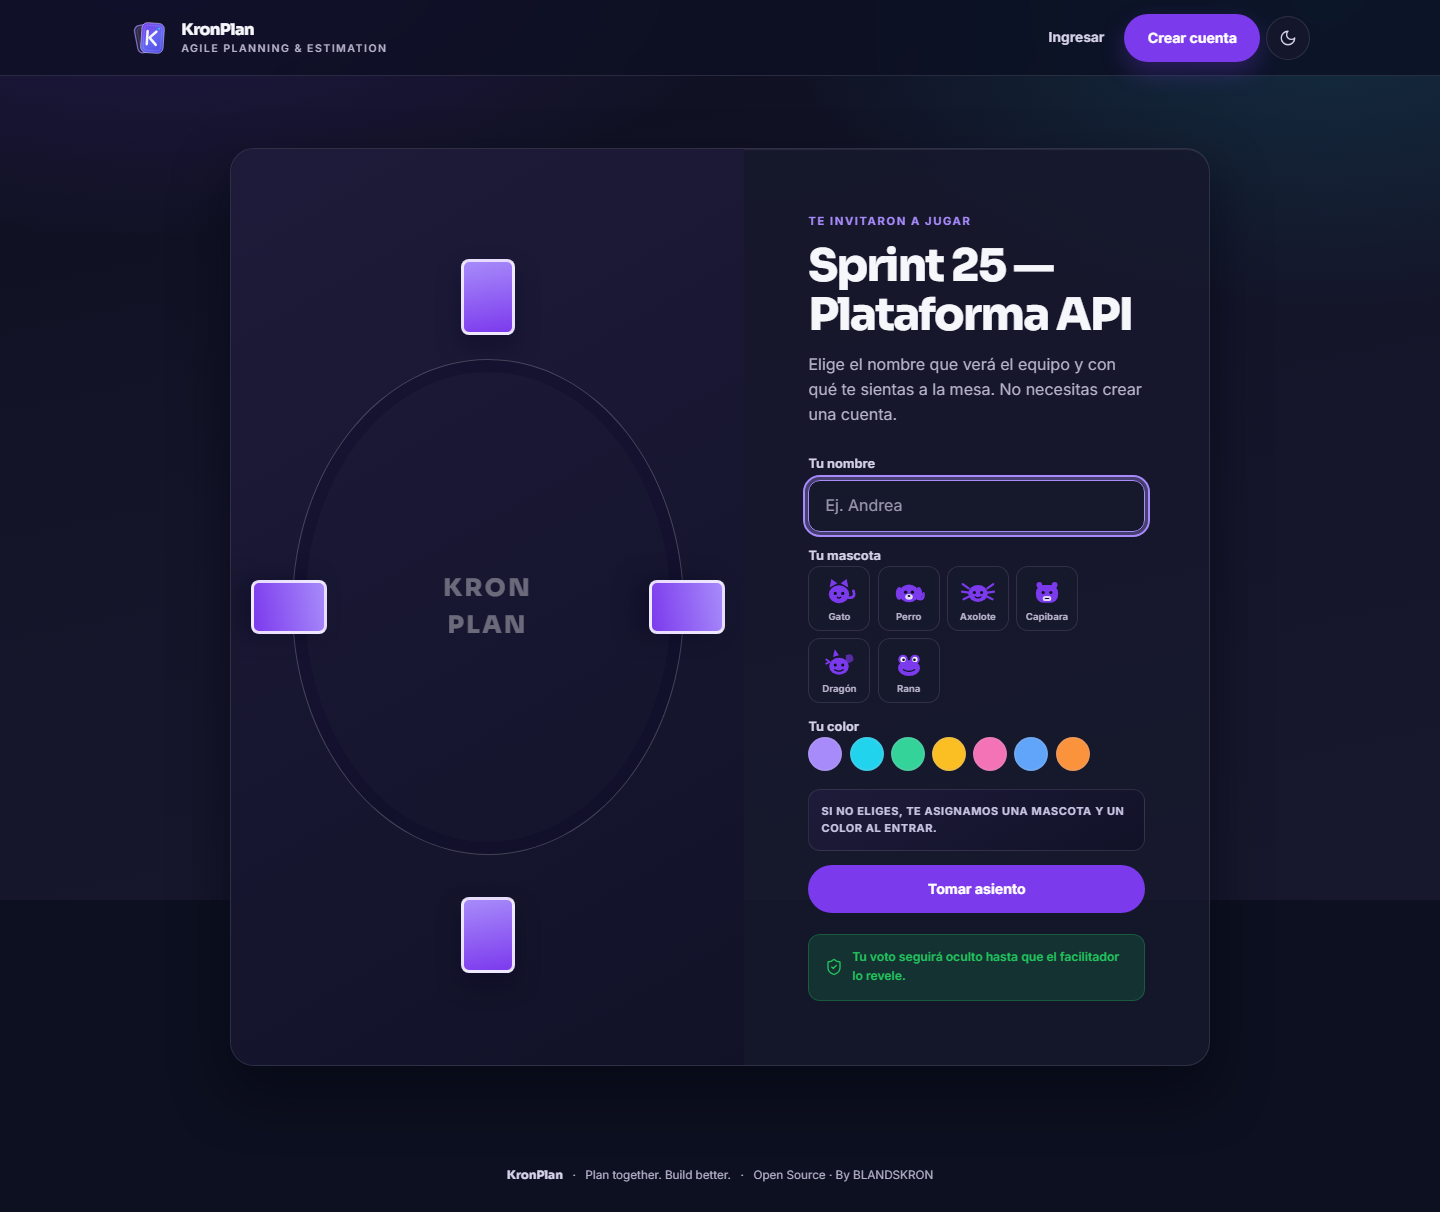 KronPlan
AGILE PLANNING & ESTIMATION
Ingresar
Crear cuenta
KRON
PLAN
TE INVITARON A JUGAR
Sprint 25 —
Plataforma API
Elige el nombre que verá el equipo y con
qué te sientas a la mesa. No necesitas crear
una cuenta.
Tu nombre
Ej. Andrea
Tu mascota
Gato
Perro
Axolote
Capibara
Dragón
Rana
Tu color
SI NO ELIGES, TE ASIGNAMOS UNA MASCOTA Y UN
COLOR AL ENTRAR.
Tomar asiento
Tu voto seguirá oculto hasta que el facilitador
lo revele.
KronPlan · Plan together. Build better. · Open Source · By BLANDSKRON